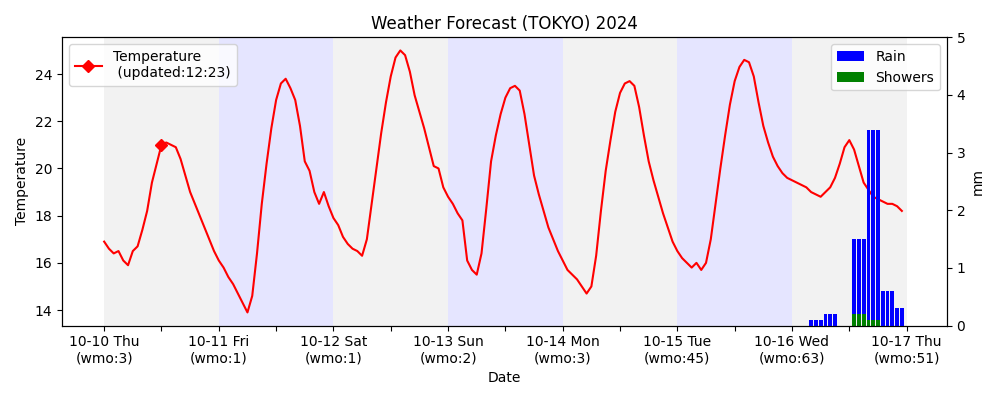 Weather Forecast (TOKYO) 2024
Temperature
(updated:12:23)
Rain
Showers
Temperature
24
22
20
18
16
14
5
4
3
2
1
0
mm
10-10 Thu
(wmo:3)
10-11 Fri
(wmo:1)
10-12 Sat
(wmo:1)
10-13 Sun
(wmo:2)
10-14 Mon
(wmo:3)
10-15 Tue
(wmo:45)
10-16 Wed
(wmo:63)
10-17 Thu
(wmo:51)
Date